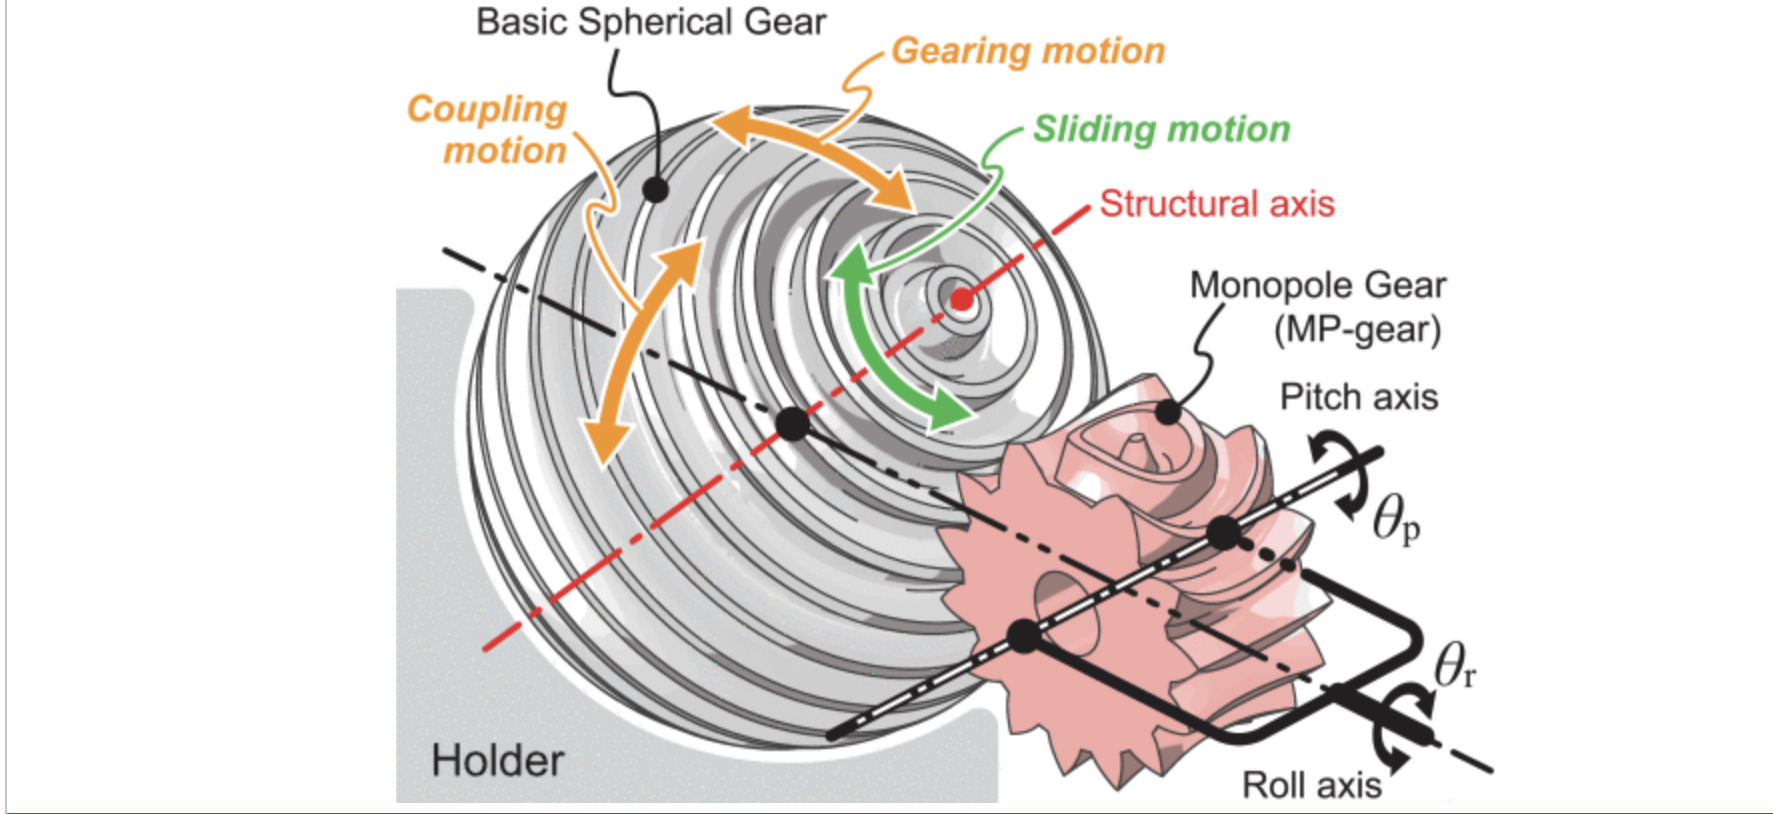 Basic Spherical Gear
Gearing motion
Coupling
motion
Sliding motion
Structural axis
Monopole Gear
(MP-gear)
Pitch axis
θp
θr
Holder
Roll axis